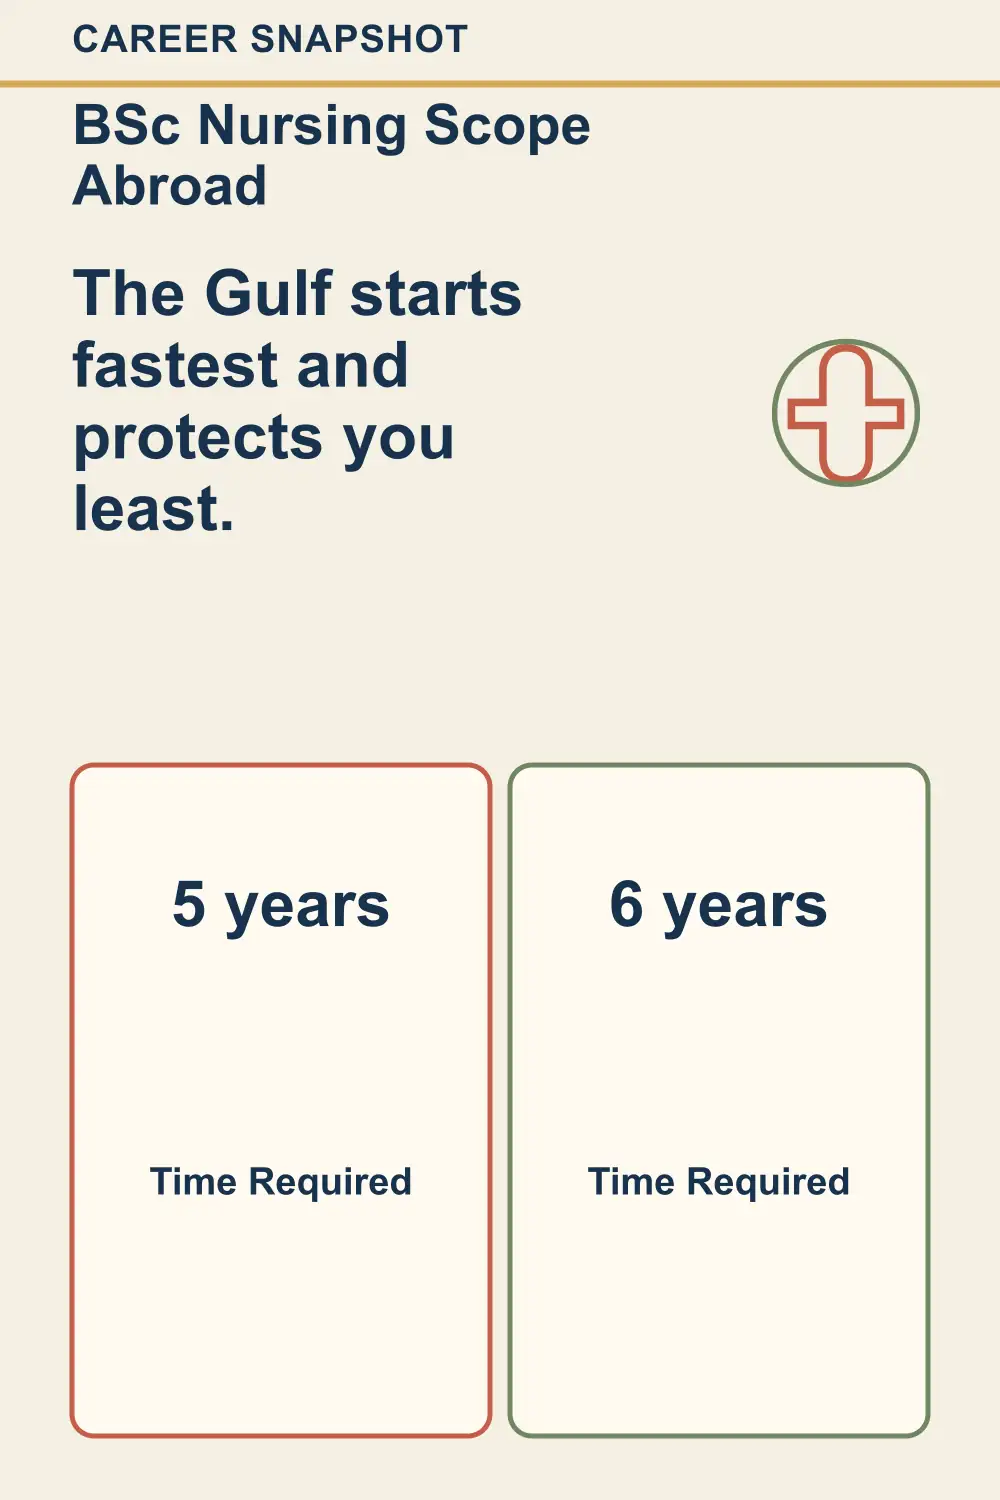 CAREER SNAPSHOT
BSc Nursing Scope
Abroad
The Gulf starts
fastest and
protects you
least.
5 years
Time Required
6 years
Time Required